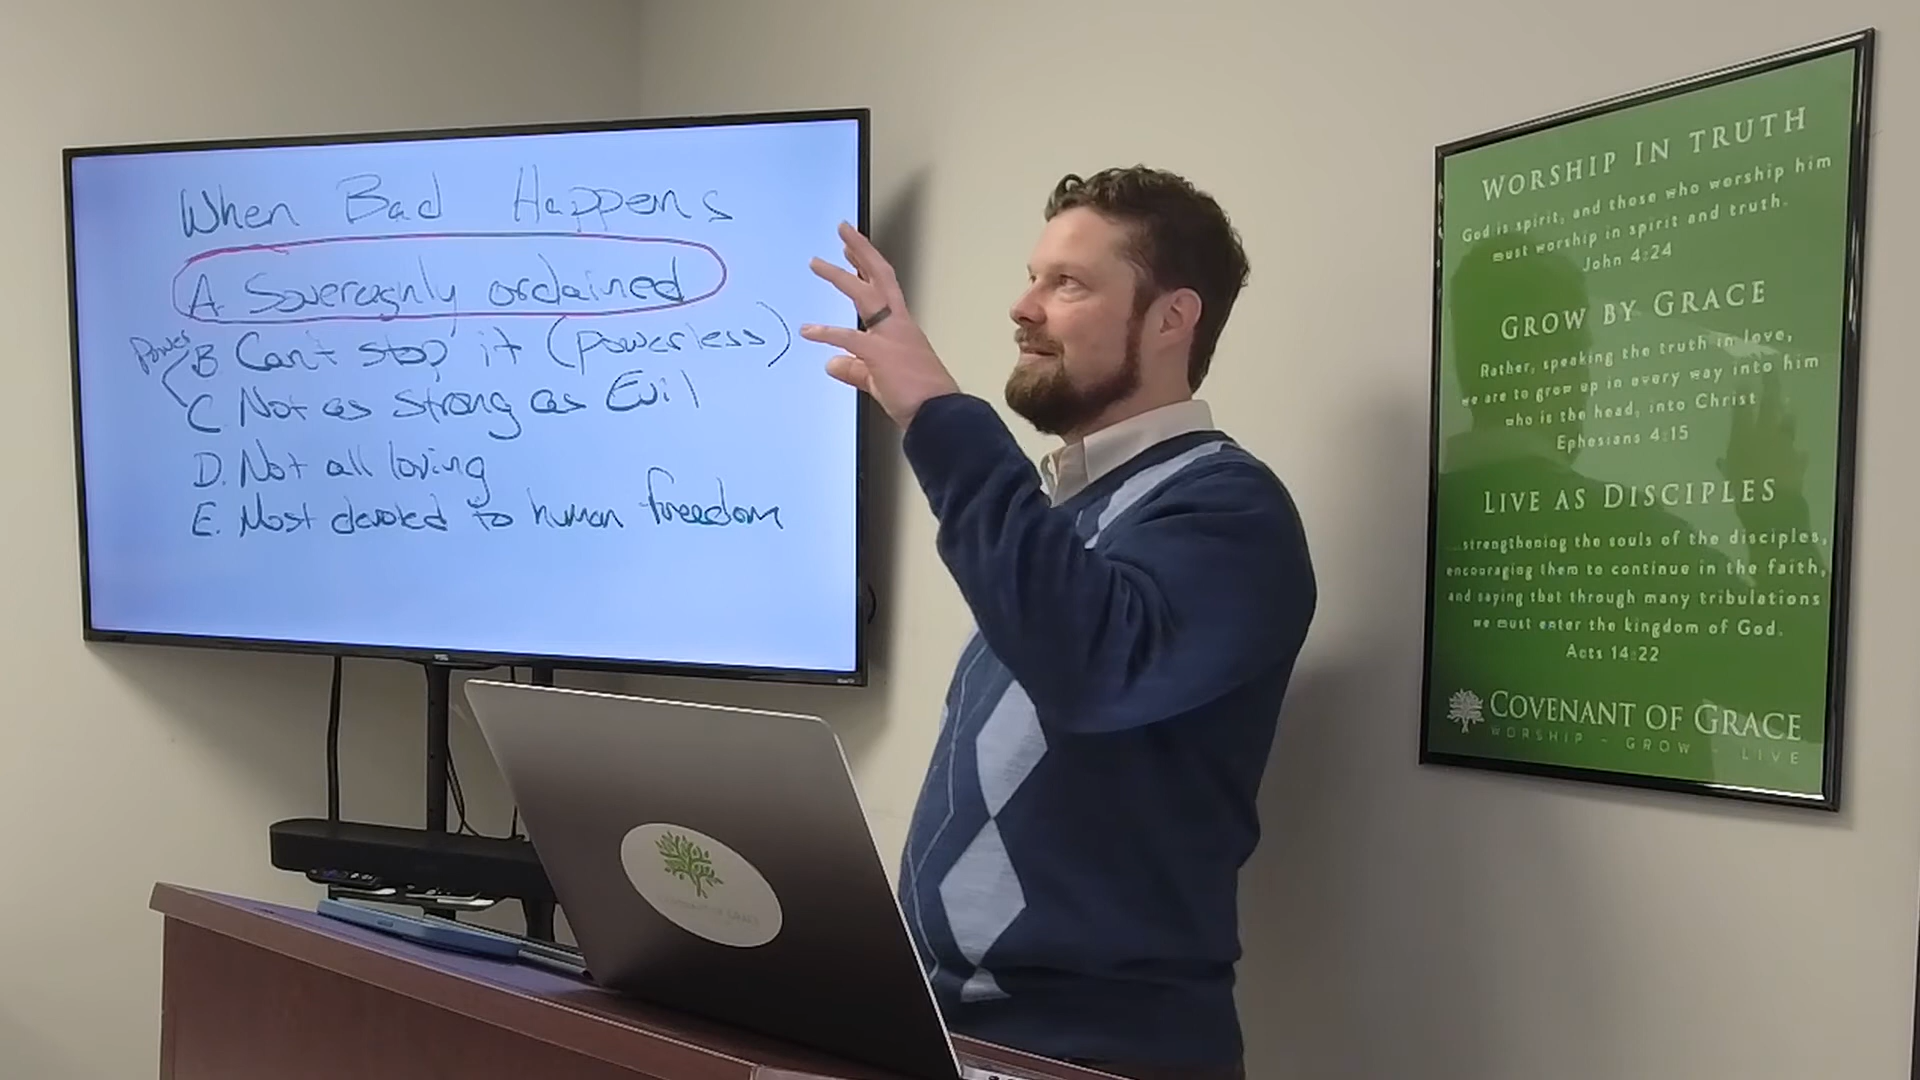 When Bad Happens
A. Sovereignly ordained
Power
B. Can't stop it (powerless)
C. Not as strong as Evil
D. Not all loving
E. Most devoted to human freedom
WORSHIP IN TRUTH
God is spirit, and those who worship him
must worship in spirit and truth.
John 4:24
GROW BY GRACE
Rather, speaking the truth in love,
we are to grow up in every way into him
who is the head, into Christ
Ephesians 4:15
LIVE AS DISCIPLES
...strengthening the souls of the disciples,
encouraging them to continue in the faith,
and saying that through many tribulations
we must enter the kingdom of God.
Acts 14:22
COVENANT OF GRACE
WORSHIP - GROW - LIVE
COVENANT OF GRACE